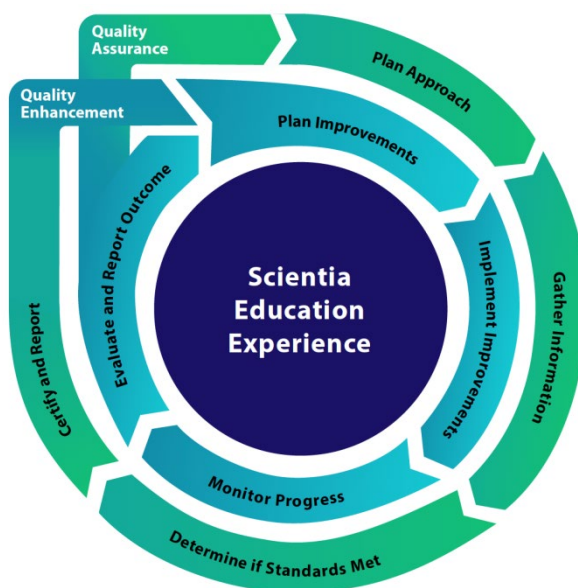 Quality
Assurance
Plan Approach
Gather Information
Determine if Standards Met
Certify and Report
Quality
Enhancement
Plan Improvements
Implement Improvements
Monitor Progress
Evaluate and Report Outcome
Scientia
Education
Experience